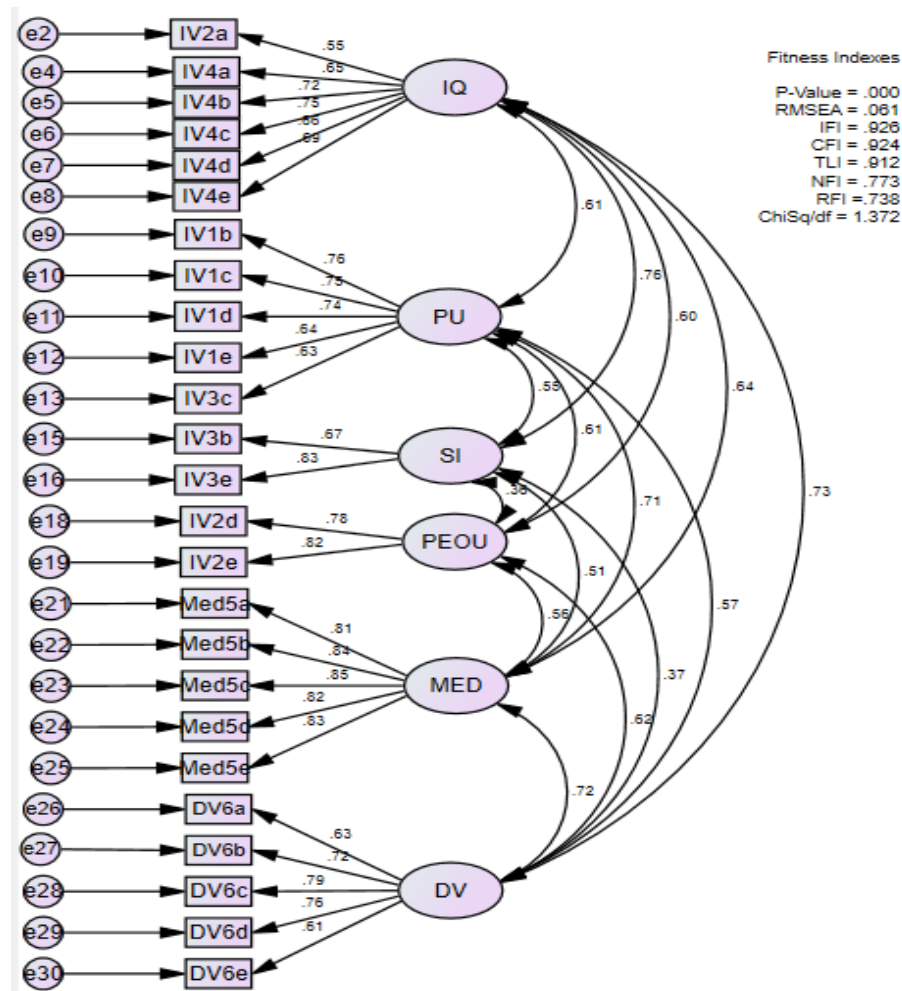 e2 IV2a .55
e4 IV4a .65 IQ
e5 IV4b .72
e6 IV4c .75
e7 IV4d .66
e8 IV4e .69
Fitness Indexes
P-Value = .000
RMSEA = .061
IFI = .926
CFI = .924
TLI = .912
NFI = .773
RFI =.738
ChiSq/df = 1.372
e9 IV1b .76
e10 IV1c .75
e11 IV1d .74 PU
e12 IV1e .64
e13 IV3c .63
.61
.76
.60
.55
.64
.61
e15 IV3b .67
e16 IV3e .83 SI
.36
.71
.73
e18 IV2d .78 PEOU
e19 IV2e .82
.51
.57
.56
e21 Med5a .81
e22 Med5b .84
e23 Med5c .85 MED
e24 Med5d .82
e25 Med5e .83
.37
.62
.72
e26 DV6a .63
e27 DV6b .72
e28 DV6c .79 DV
e29 DV6d .76
e30 DV6e .61